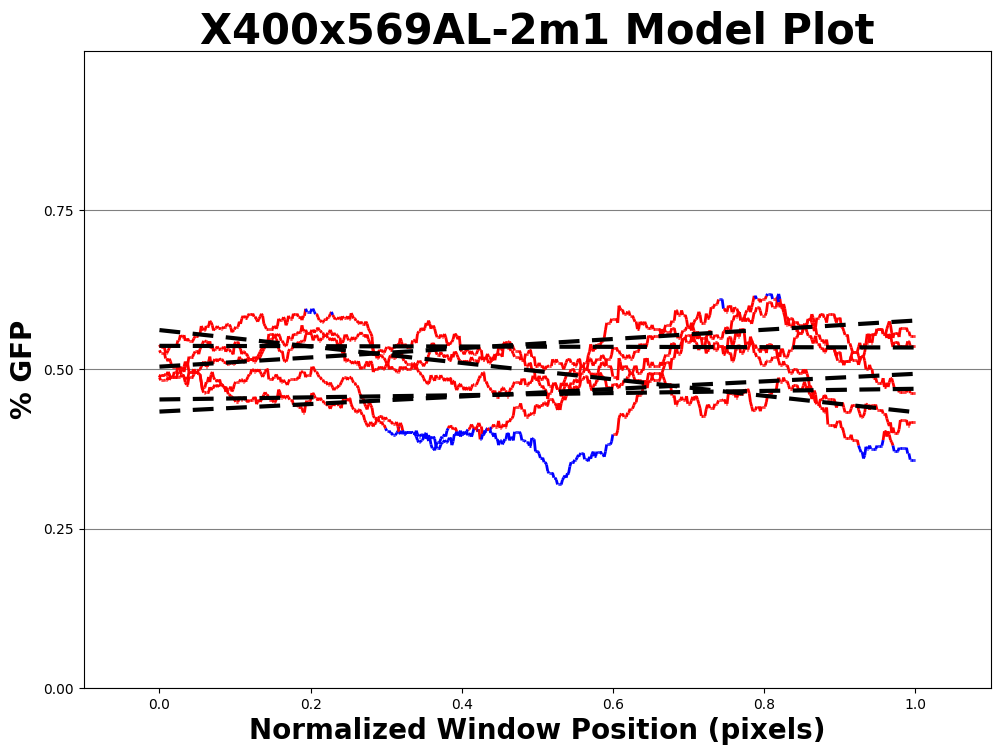 X400x569AL-2m1 Model Plot
% GFP
0.75
0.50
0.25
0.00
0.0 0.2 0.4 0.6 0.8 1.0
Normalized Window Position (pixels)